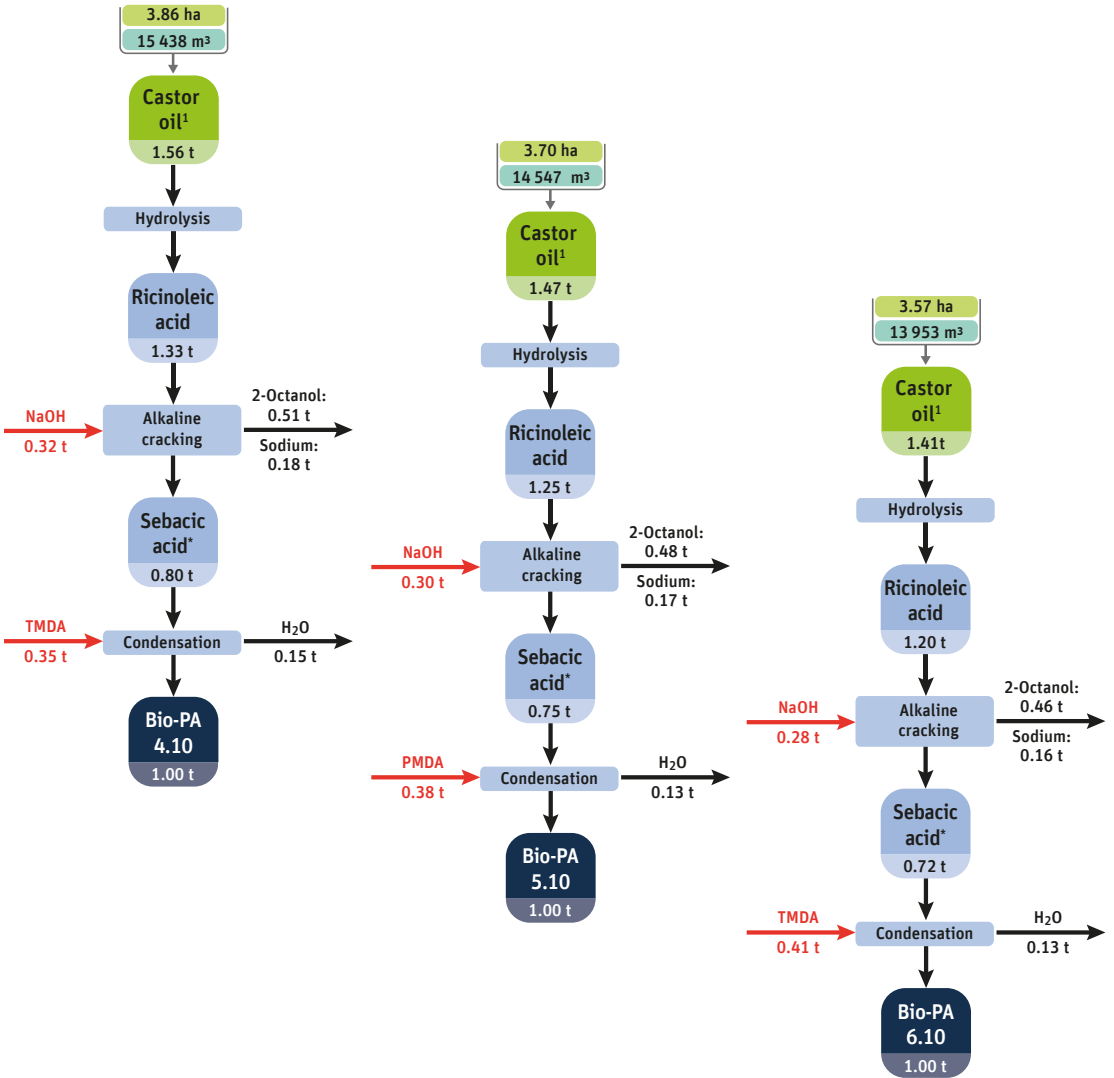 3.86 ha
15 438 m³
Castor
oil¹
1.56 t
Hydrolysis
Ricinoleic
acid
1.33 t
NaOH
0.32 t
Alkaline
cracking
2-Octanol:
0.51 t
Sodium:
0.18 t
Sebacic
acid*
0.80 t
TMDA
0.35 t
Condensation
H₂O
0.15 t
Bio-PA
4.10
1.00 t
3.70 ha
14 547 m³
Castor
oil¹
1.47 t
Hydrolysis
Ricinoleic
acid
1.25 t
NaOH
0.30 t
Alkaline
cracking
2-Octanol:
0.48 t
Sodium:
0.17 t
Sebacic
acid*
0.75 t
PMDA
0.38 t
Condensation
H₂O
0.13 t
Bio-PA
5.10
1.00 t
3.57 ha
13 953 m³
Castor
oil¹
1.41t
Hydrolysis
Ricinoleic
acid
1.20 t
NaOH
0.28 t
Alkaline
cracking
2-Octanol:
0.46 t
Sodium:
0.16 t
Sebacic
acid*
0.72 t
TMDA
0.41 t
Condensation
H₂O
0.13 t
Bio-PA
6.10
1.00 t